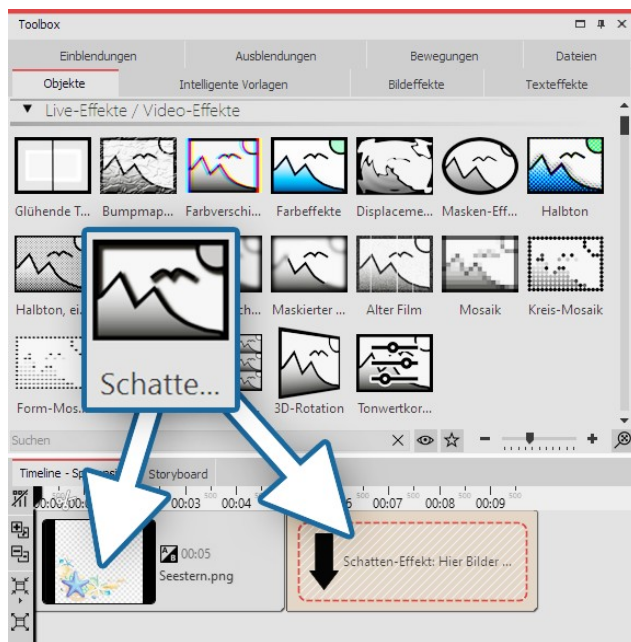 Toolbox
Einblendungen Ausblendungen Bewegungen Dateien
Objekte Intelligente Vorlagen Bildeffekte Texteffekte
Live-Effekte / Video-Effekte
Glühende T... Bumpmap... Farbverschi... Farbeffekte Displaceme... Masken-Eff... Halbton
Halbton, ei... Maskierter ... Alter Film Mosaik Kreis-Mosaik
Schatte...
Form-Mos... 3D-Rotation Tonwertkor...
Suchen
Timeline - Storyboard
00:03 00:04 00:07 00:08 00:09
00:05
Seestern.png
Schatten-Effekt: Hier Bilder ...